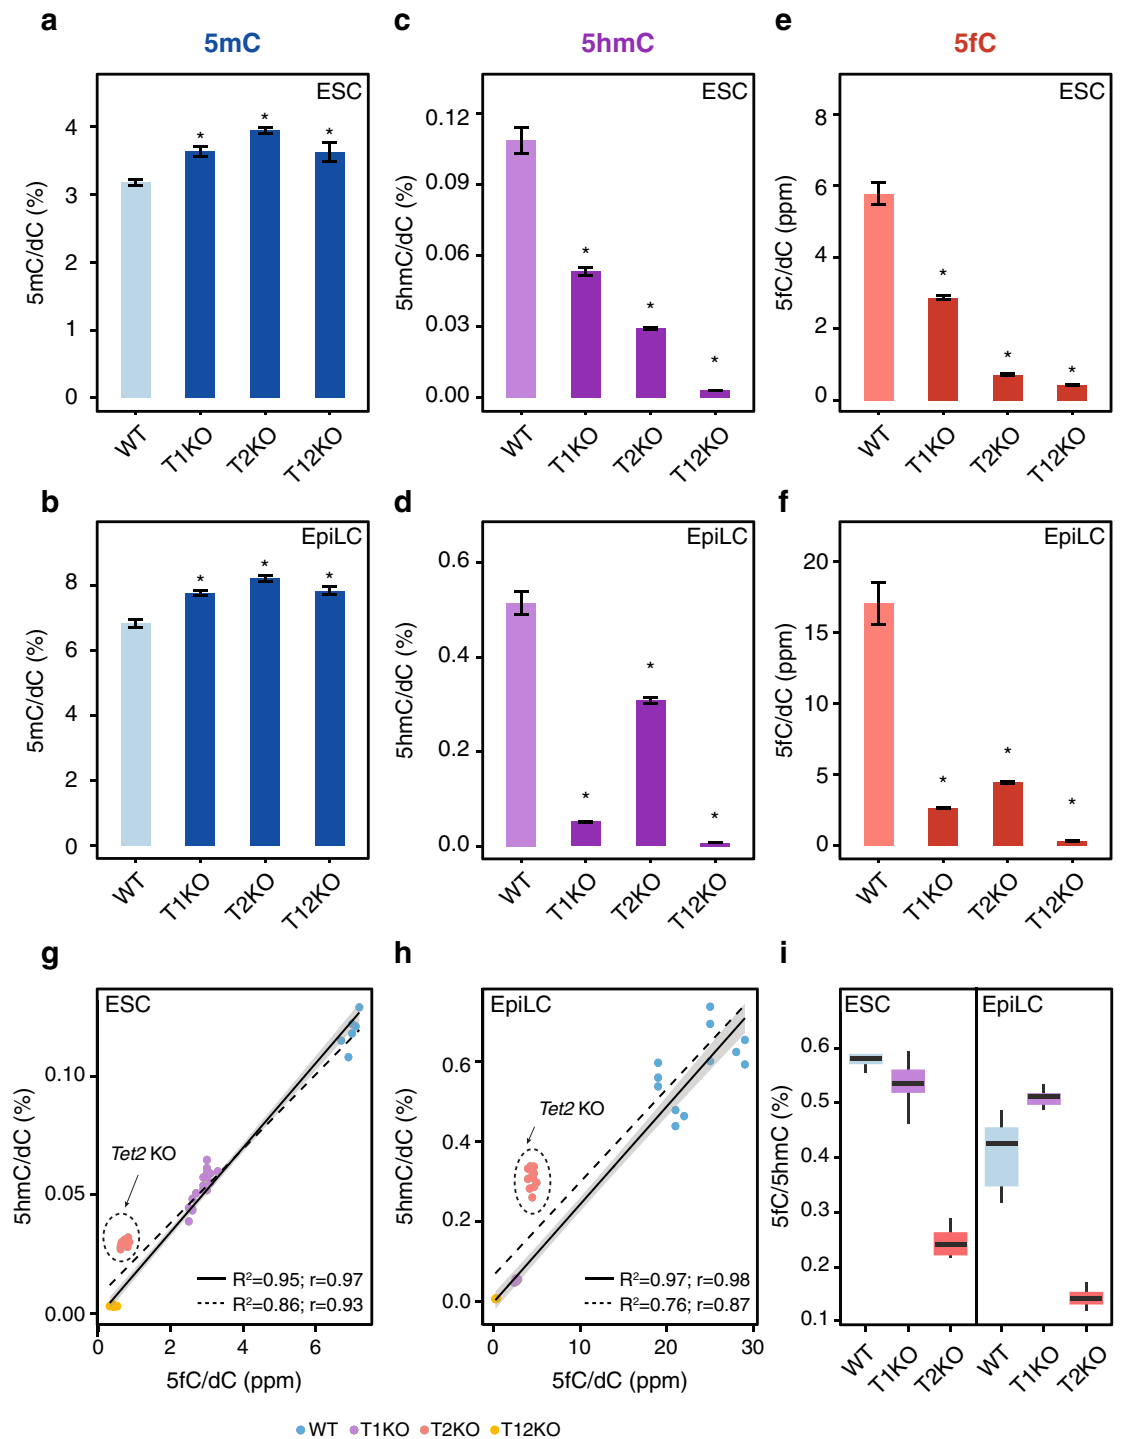 a
5mC
ESC
5mC/dC (%)
4
3
2
1
0
*
*
*
WT
T1KO
T2KO
T12KO
c
5hmC
ESC
5hmC/dC (%)
0.12
0.09
0.06
0.03
0.00
*
*
*
WT
T1KO
T2KO
T12KO
e
5fC
ESC
5fC/dC (ppm)
8
6
4
2
0
*
*
*
WT
T1KO
T2KO
T12KO
b
EpiLC
5mC/dC (%)
8
6
4
2
0
*
*
*
WT
T1KO
T2KO
T12KO
d
EpiLC
5hmC/dC (%)
0.6
0.4
0.2
0.0
*
*
*
WT
T1KO
T2KO
T12KO
f
EpiLC
5fC/dC (ppm)
20
15
10
5
0
*
*
*
WT
T1KO
T2KO
T12KO
g
ESC
5hmC/dC (%)
0.10
0.05
0.00
Tet2 KO
R²=0.95; r=0.97
R²=0.86; r=0.93
0 2 4 6
5fC/dC (ppm)
h
EpiLC
5hmC/dC (%)
0.6
0.4
0.2
0.0
Tet2 KO
R²=0.97; r=0.98
R²=0.76; r=0.87
0 10 20 30
5fC/dC (ppm)
i
ESC
EpiLC
5fC/5hmC (%)
0.6
0.5
0.4
0.3
0.2
0.1
WT
T1KO
T2KO
WT
T1KO
T2KO
WT T1KO T2KO T12KO